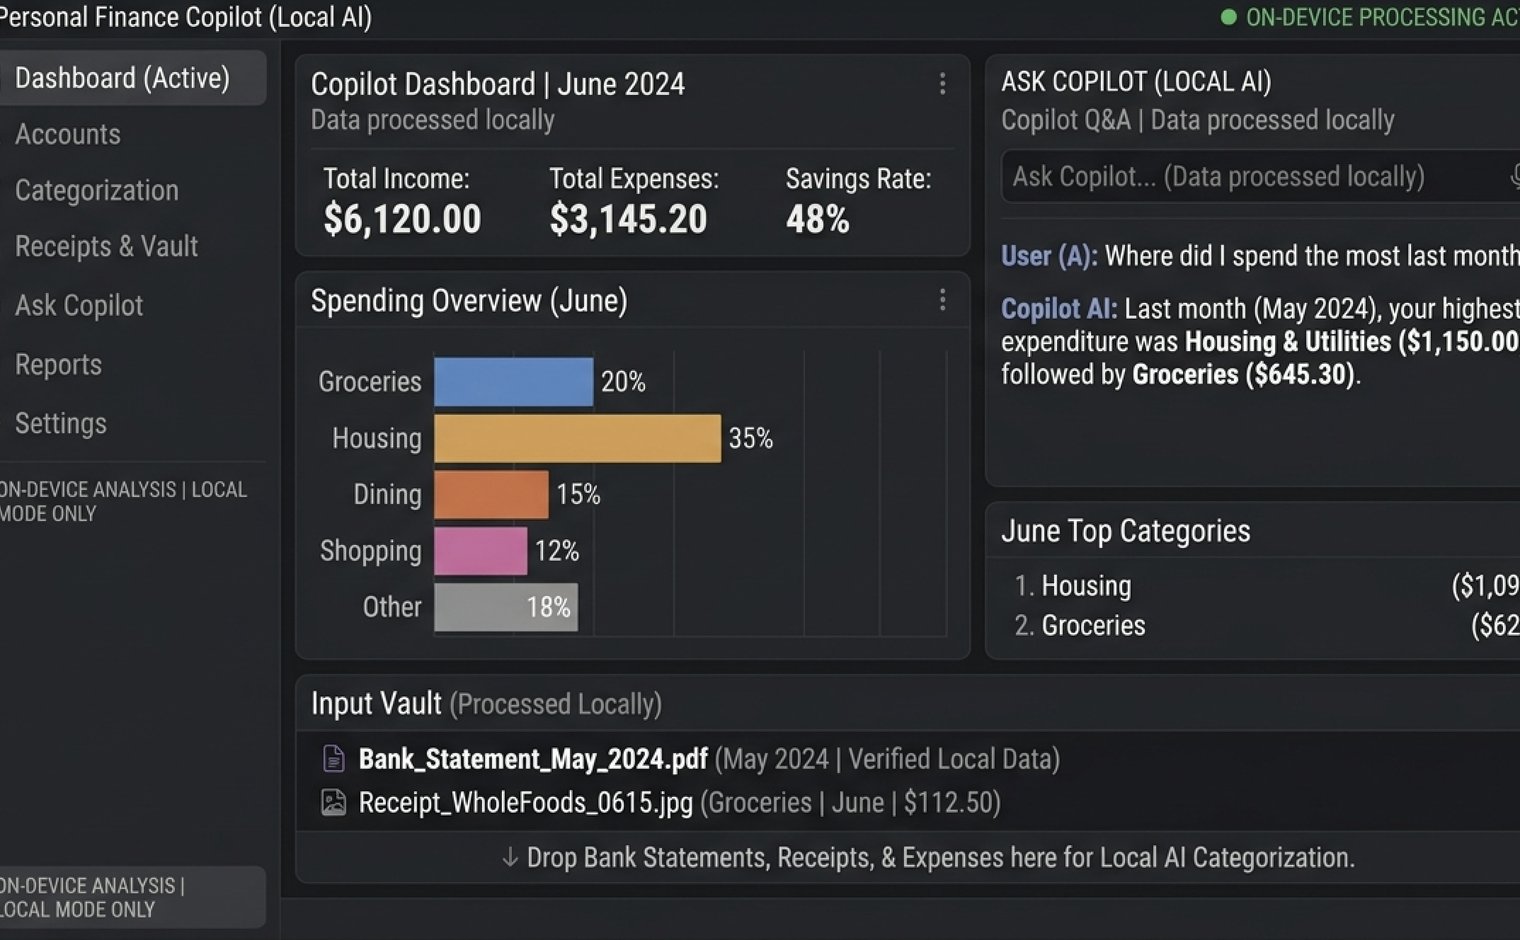 Personal Finance Copilot (Local AI)
ON-DEVICE PROCESSING
Dashboard (Active)
Accounts
Categorization
Receipts & Vault
Ask Copilot
Reports
Settings
ON-DEVICE ANALYSIS | LOCAL
MODE ONLY
ON-DEVICE ANALYSIS |
LOCAL MODE ONLY
Copilot Dashboard | June 2024
Data processed locally
Total Income:
$6,120.00
Total Expenses:
$3,145.20
Savings Rate:
48%
Spending Overview (June)
Groceries 20%
Housing 35%
Dining 15%
Shopping 12%
Other 18%
ASK COPILOT (LOCAL AI)
Copilot Q&A | Data processed locally
Ask Copilot... (Data processed locally)
User (A): Where did I spend the most last month
Copilot AI: Last month (May 2024), your highest
expenditure was Housing & Utilities ($1,150.00
followed by Groceries ($645.30).
June Top Categories
1. Housing ($1,09
2. Groceries ($62
Input Vault (Processed Locally)
Bank_Statement_May_2024.pdf (May 2024 | Verified Local Data)
Receipt_WholeFoods_0615.jpg (Groceries | June | $112.50)
↓ Drop Bank Statements, Receipts, & Expenses here for Local AI Categorization.